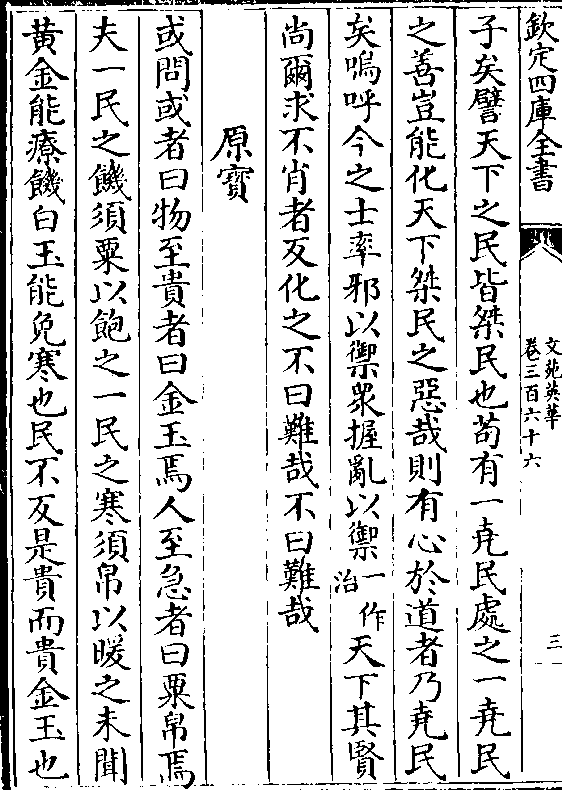 欽定四庫全書
文苑英華
卷三百六十六
三
子矣譬天下之民皆桀民也茍有一堯民處之一堯民
之善豈能化天下桀民之惡哉則有心於道者乃堯民
矣嗚呼今之士率邪以禦衆握亂以禦一作治天下其賢
尚爾求不肖者反化之不曰難哉不曰難哉
原寳
或問或者曰物至貴者曰金玉焉人至急者曰粟帛焉
夫一民之饑須粟以飽之一民之寒須帛以暖之未聞
黄金能療饑白玉能免寒也民不反是貴而貴金玉也